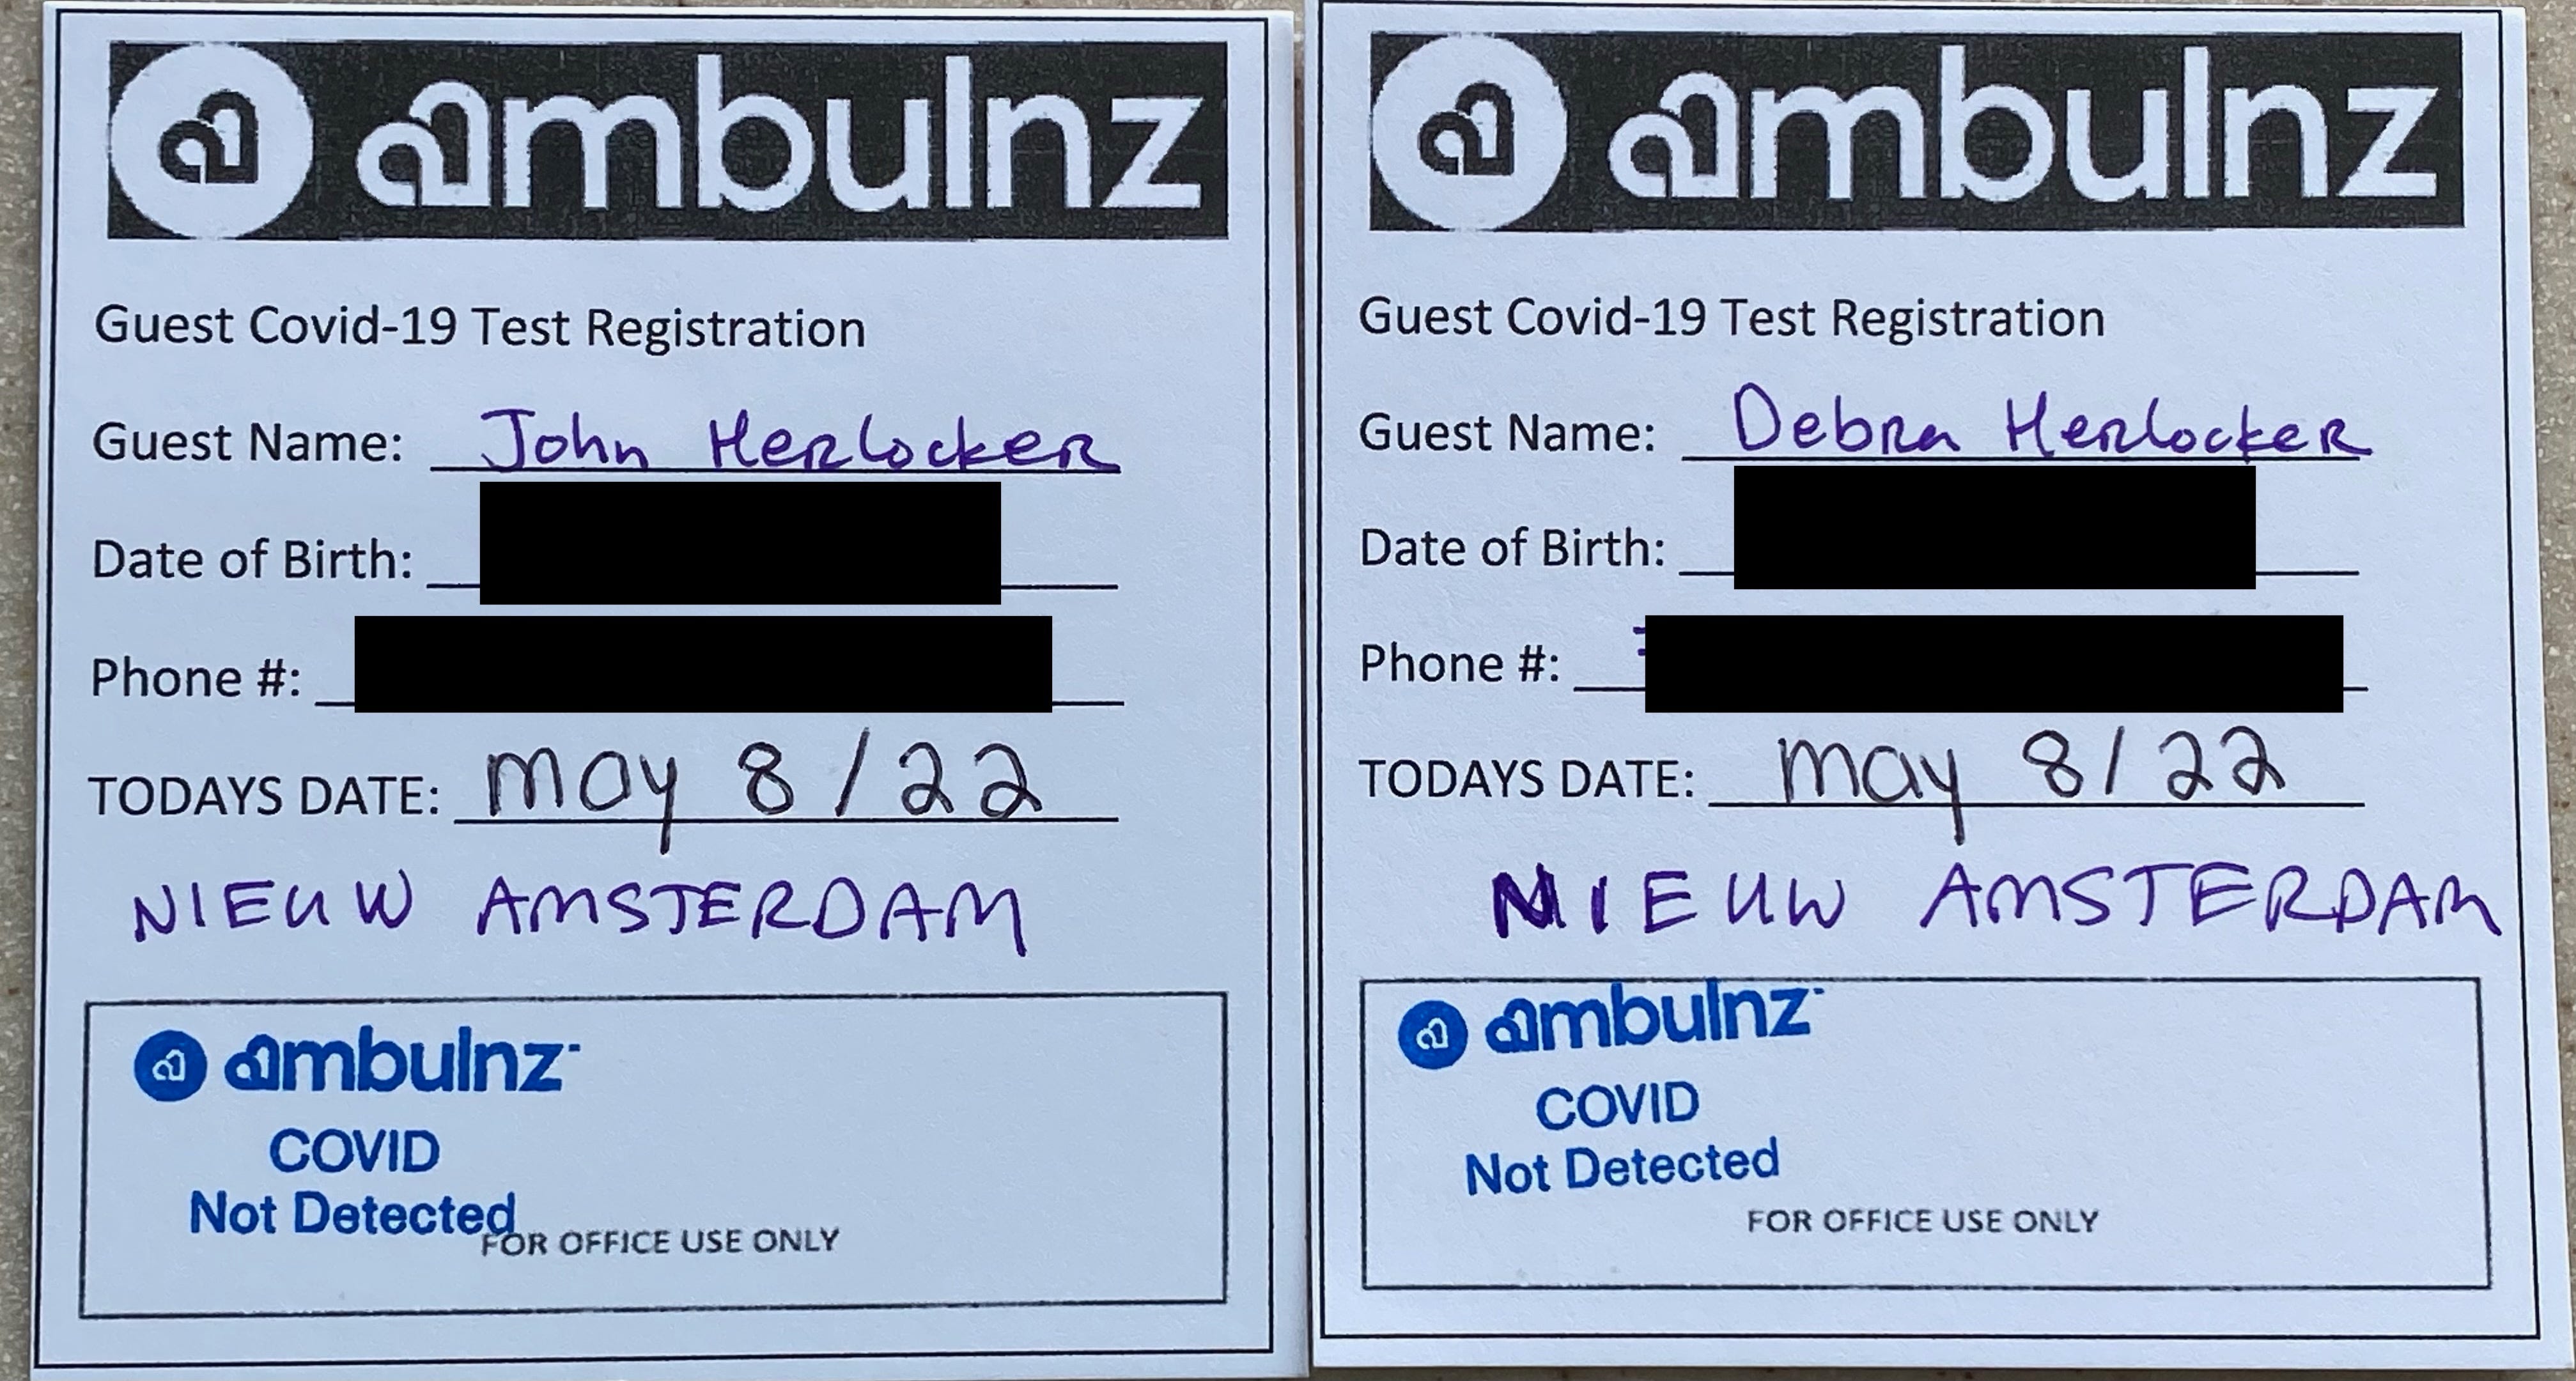 ambulnz
Guest Covid-19 Test Registration
Guest Name: John Herlocker
Date of Birth:
Phone #:
TODAYS DATE: May 8/22
NIEUW AMSTERDAM
ambulnz
COVID
Not Detected
FOR OFFICE USE ONLY
ambulnz
Guest Covid-19 Test Registration
Guest Name: Debra Herlocker
Date of Birth:
Phone #:
TODAYS DATE: May 8/22
NIEUW AMSTERDAM
ambulnz
COVID
Not Detected
FOR OFFICE USE ONLY